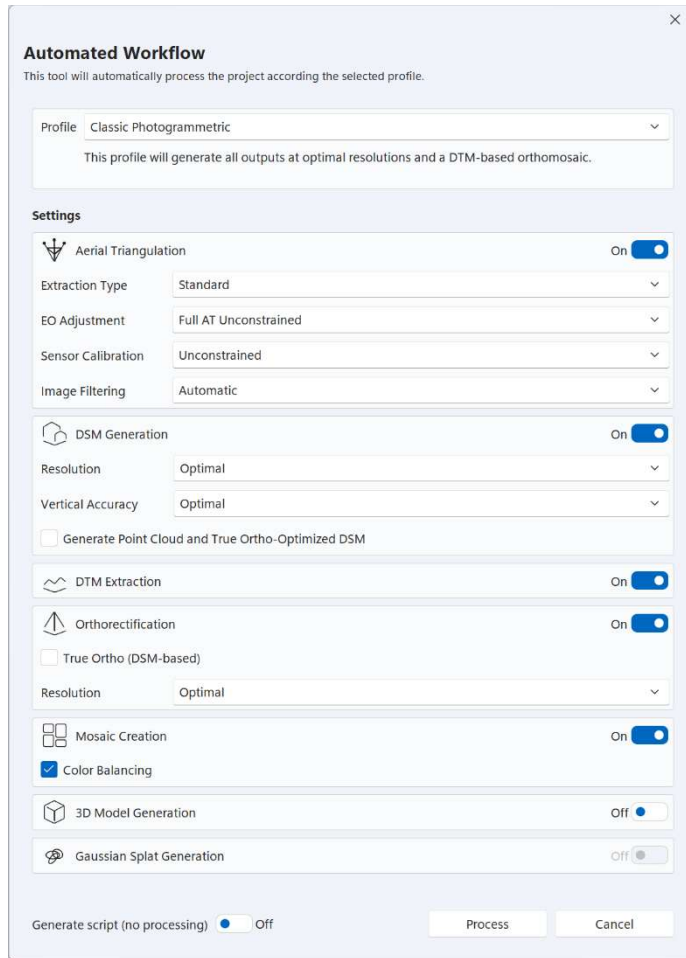 Automated Workflow
This tool will automatically process the project according the selected profile.
Profile Classic Photogrammetric
This profile will generate all outputs at optimal resolutions and a DTM-based orthomosaic.
Settings
Aerial Triangulation On
Extraction Type Standard
EO Adjustment Full AT Unconstrained
Sensor Calibration Unconstrained
Image Filtering Automatic
DSM Generation On
Resolution Optimal
Vertical Accuracy Optimal
Generate Point Cloud and True Ortho-Optimized DSM
DTM Extraction On
Orthorectification On
True Ortho (DSM-based)
Resolution Optimal
Mosaic Creation On
Color Balancing
3D Model Generation Off
Gaussian Splat Generation Off
Generate script (no processing) Off Process Cancel